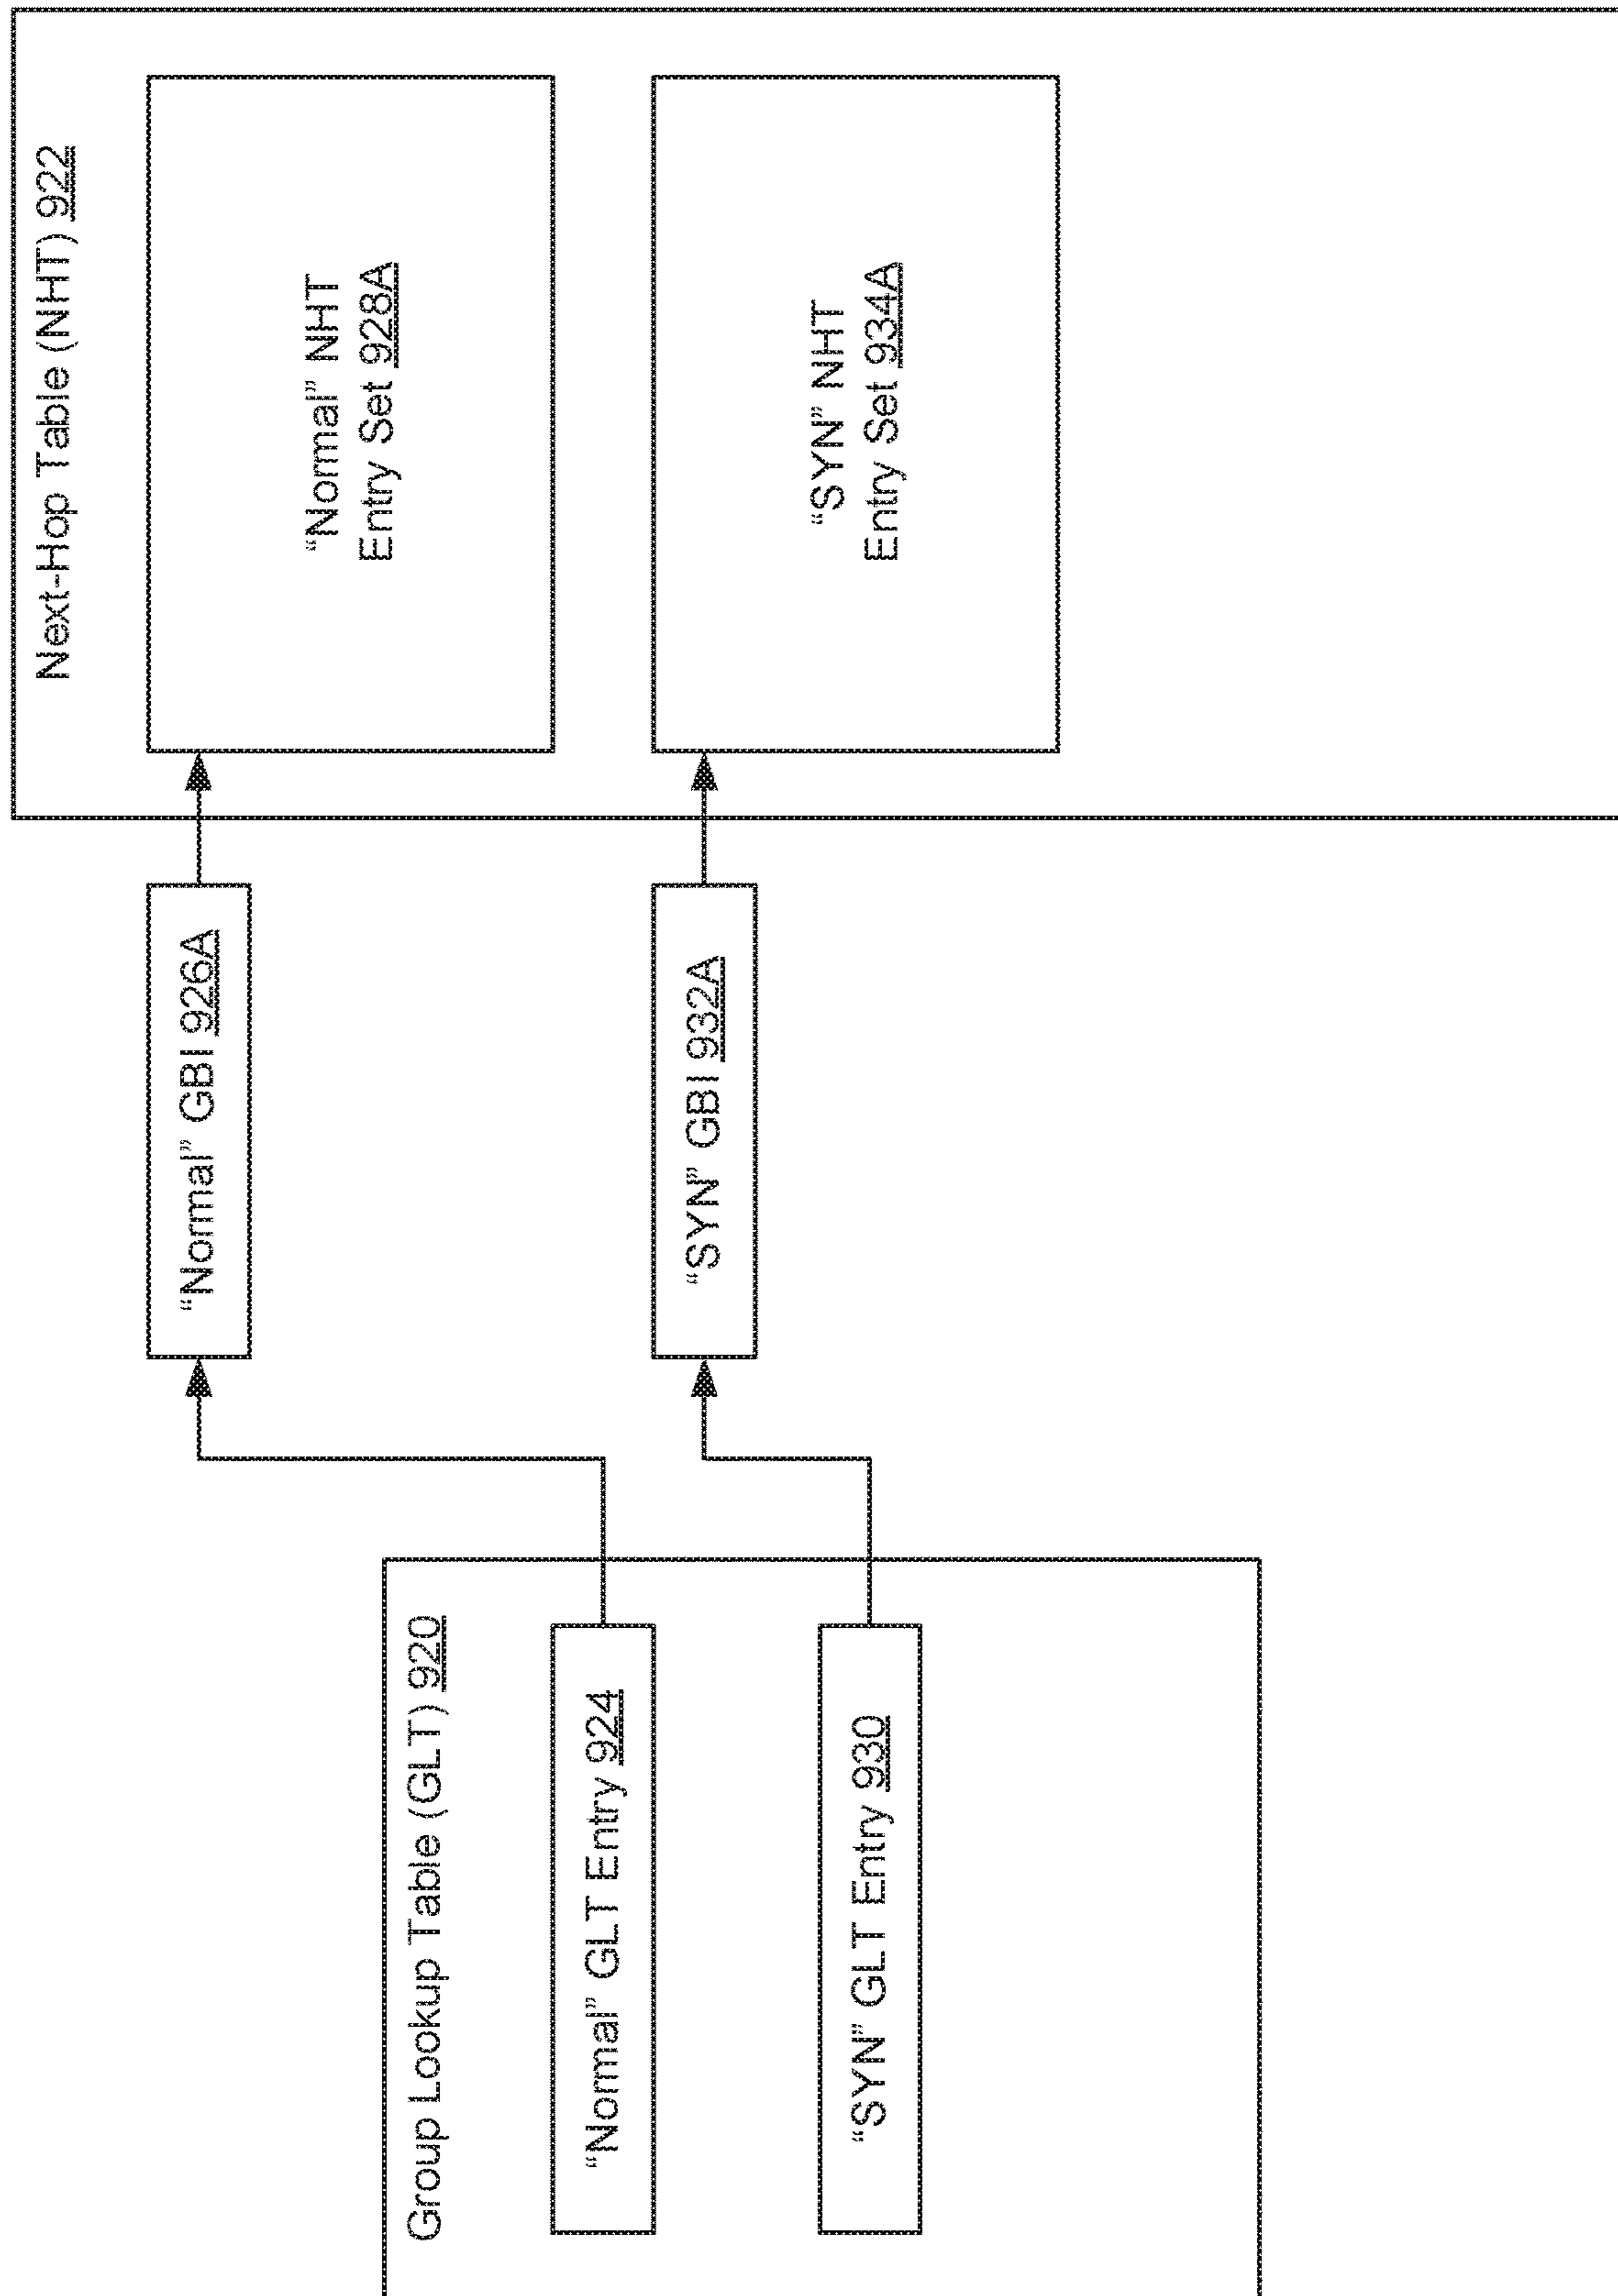 Group Lookup Table (GLT) 920
“Normal” GLT Entry 924
“SYN” GLT Entry 930
“Normal” GBI 926A
“SYN” GBI 932A
Next-Hop Table (NHT) 922
“Normal” NHT
Entry Set 928A
“SYN” NHT
Entry Set 934A